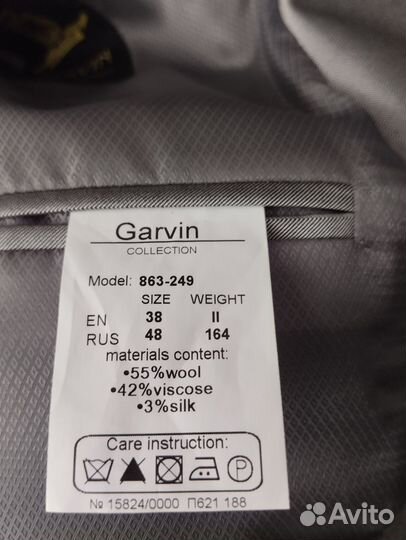 Garvin
COLLECTION
Model: 863-249
SIZE WEIGHT
EN 38 II
RUS 48 164
materials content:
•55%wool
•42%viscose
•3%silk
Care instruction:
P
№ 15824/0000 П621 188
Avito